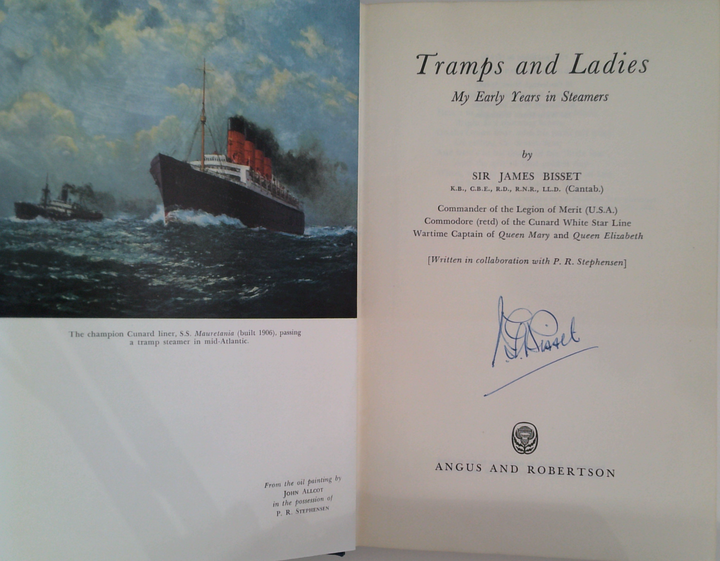 The champion Cunard liner, S.S. Mauretania (built 1906), passing
a tramp steamer in mid-Atlantic.
From the oil painting by
JOHN ALLCOT
in the possession of
P. R. STEPHENSEN
Tramps and Ladies
My Early Years in Steamers
by
SIR JAMES BISSET
K.B., C.B.E., R.D., R.N.R., LL.D. (Cantab.)
Commander of the Legion of Merit (U.S.A.)
Commodore (retd) of the Cunard White Star Line
Wartime Captain of Queen Mary and Queen Elizabeth
[Written in collaboration with P. R. Stephensen]
Bisset
ANGUS AND ROBERTSON